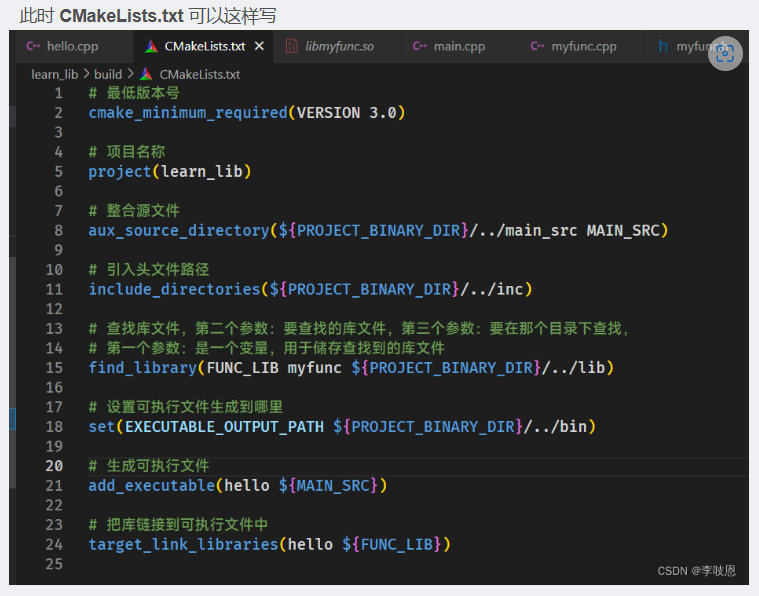 此时 CMakeLists.txt 可以这样写
hello.cpp CMakeLists.txt × libmyfunc.so main.cpp myfunc.cpp
learn_lib > build > CMakeLists.txt
1 # 最低版本号
2 cmake_minimum_required(VERSION 3.0)
3
4 # 项目名称
5 project(learn_lib)
6
7 # 整合源文件
8 aux_source_directory(${PROJECT_BINARY_DIR}/../main_src MAIN_SRC)
9
10 # 引入头文件路径
11 include_directories(${PROJECT_BINARY_DIR}/../inc)
12
13 # 查找库文件，第二个参数：要查找的库文件，第三个参数：要在那个目录下查找，
14 # 第一个参数：是一个变量，用于储存查找到的库文件
15 find_library(FUNC_LIB myfunc ${PROJECT_BINARY_DIR}/../lib)
16
17 # 设置可执行文件生成到哪里
18 set(EXECUTABLE_OUTPUT_PATH ${PROJECT_BINARY_DIR}/../bin)
19
20 # 生成可执行文件
21 add_executable(hello ${MAIN_SRC})
22
23 # 把库链接到可执行文件中
24 target_link_libraries(hello ${FUNC_LIB})
25
CSDN @李吱恩